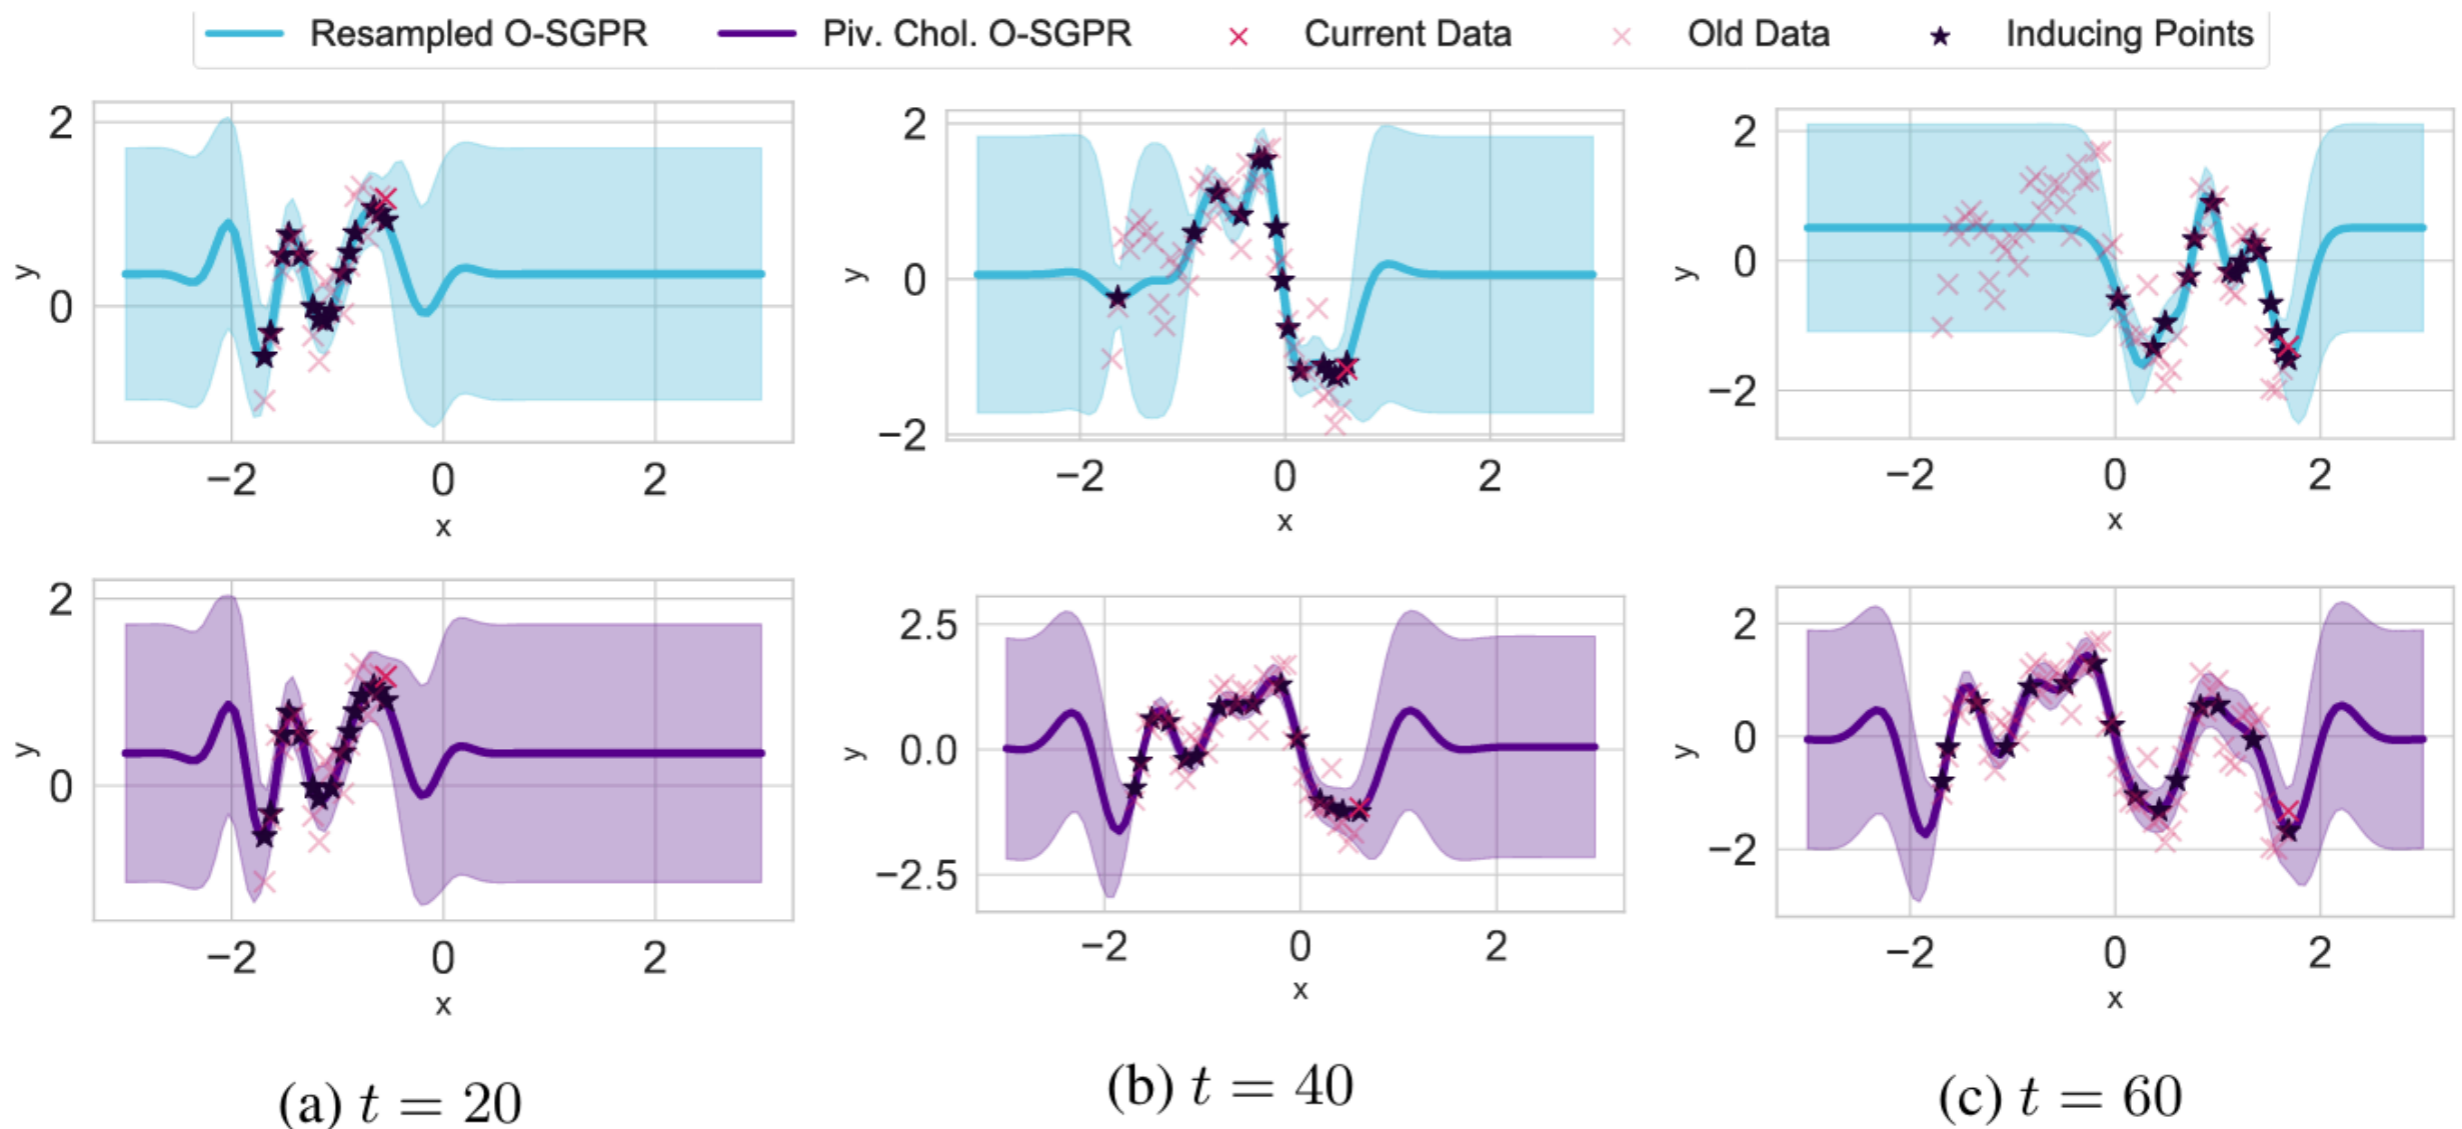 Resampled O-SGPR Piv. Chol. O-SGPR Current Data Old Data Inducing Points
2
0
y
−2 0 2
x
2
0
−2
y
−2 0 2
x
2
0
−2
y
−2 0 2
x
2
0
y
−2 0 2
x
2.5
0.0
−2.5
y
−2 0 2
x
2
0
−2
y
−2 0 2
x
(a) t = 20
(b) t = 40
(c) t = 60